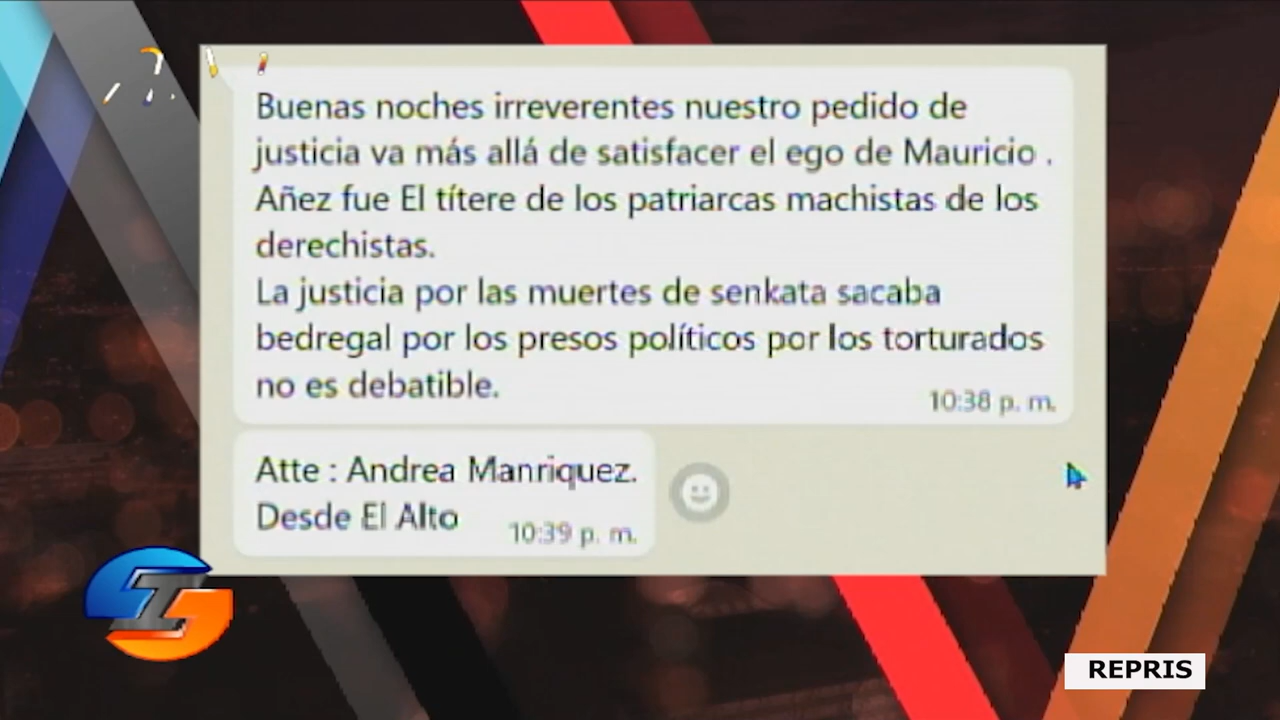 Buenas noches irreverentes nuestro pedido de
justicia va más allá de satisfacer el ego de Mauricio .
Añez fue El títere de los patriarcas machistas de los
derechistas.
La justicia por las muertes de senkata sacaba
bedregal por los presos políticos por los torturados
no es debatible.
10:38 p. m.
Atte : Andrea Manriquez.
Desde El Alto
10:39 p. m.
REPRIS